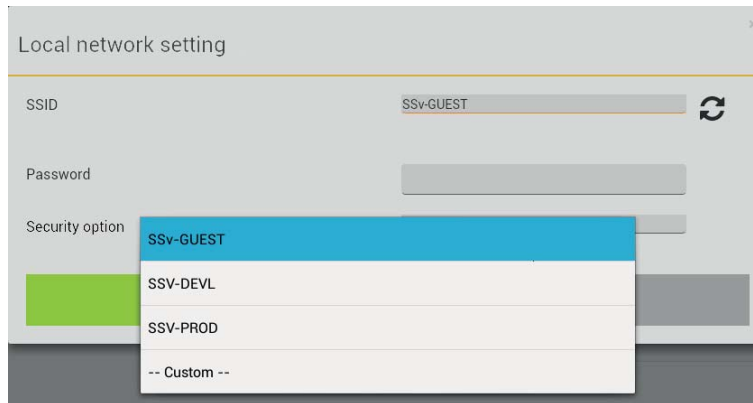 Local network setting
SSID SSv-GUEST
Password
Security option
SSv-GUEST
SSV-DEVL
SSV-PROD
-- Custom --